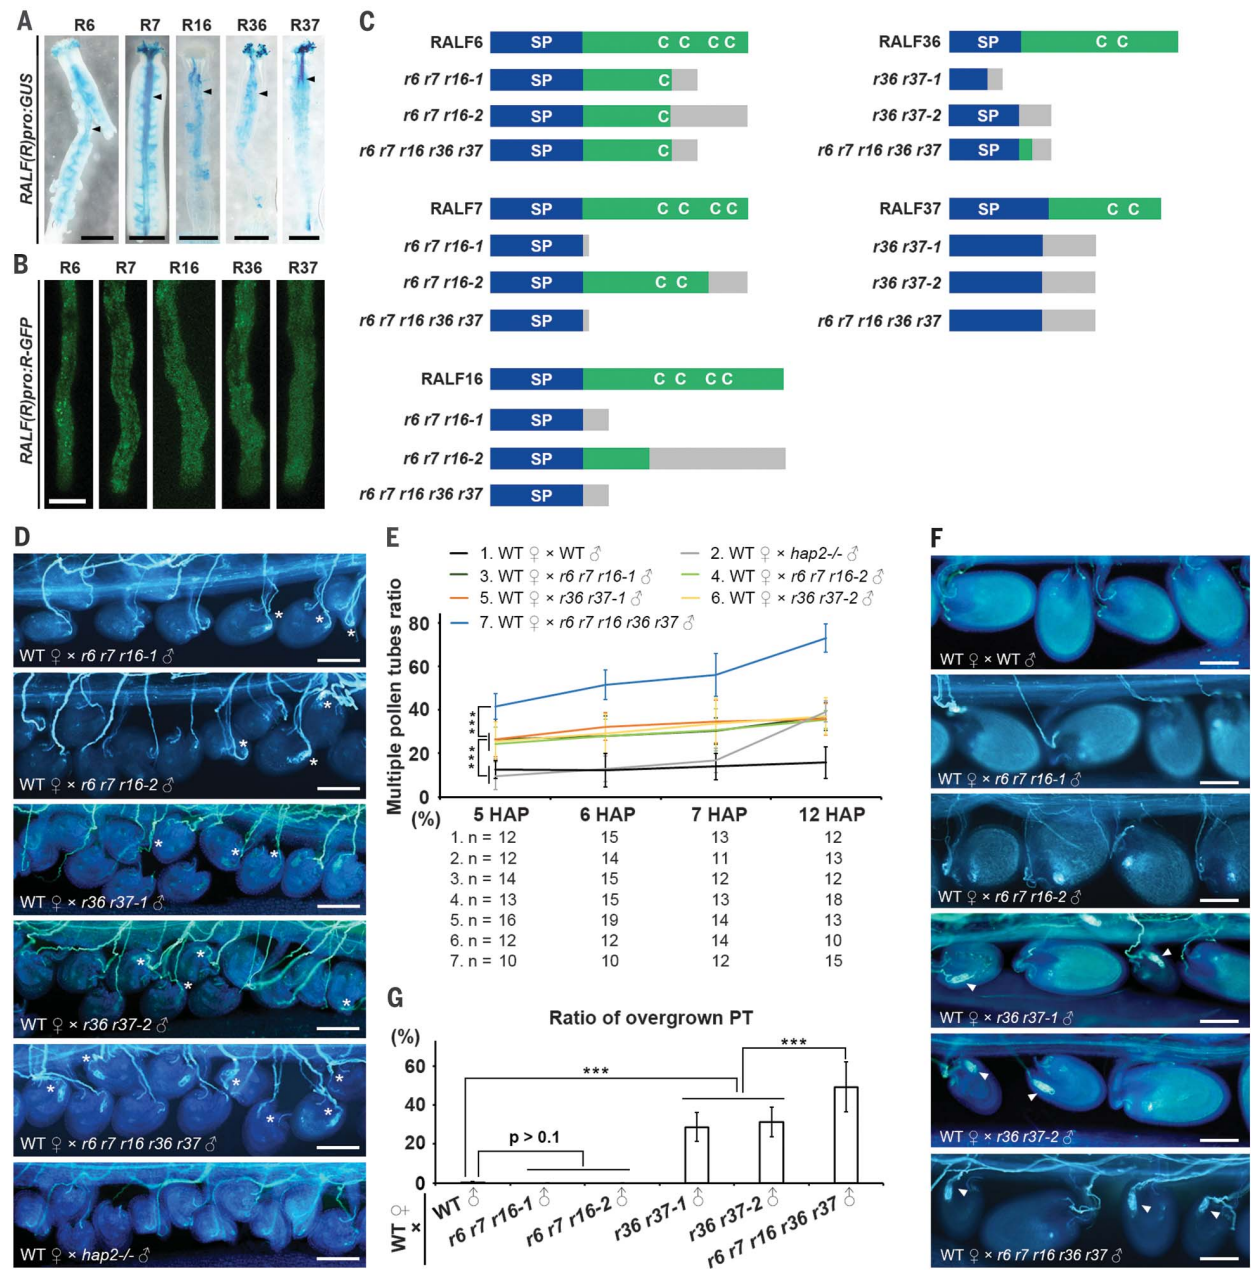 A
R6 R7 R16 R36 R37
RALF(R)pro:GUS
B
R6 R7 R16 R36 R37
RALF(R)pro:R-GFP
C
RALF6 SP C C C C
r6 r7 r16-1 SP C
r6 r7 r16-2 SP C
r6 r7 r16 r36 r37 SP C
RALF7 SP C C C C
r6 r7 r16-1 SP
r6 r7 r16-2 SP C C
r6 r7 r16 r36 r37 SP
RALF16 SP C C C C
r6 r7 r16-1 SP
r6 r7 r16-2 SP
r6 r7 r16 r36 r37 SP
RALF36 SP C C
r36 r37-1
r36 r37-2 SP
r6 r7 r16 r36 r37 SP
RALF37 SP C C
r36 r37-1
r36 r37-2
r6 r7 r16 r36 r37
D
WT ♀ × r6 r7 r16-1 ♂
WT ♀ × r6 r7 r16-2 ♂
WT ♀ × r36 r37-1 ♂
WT ♀ × r36 r37-2 ♂
WT ♀ × r6 r7 r16 r36 r37 ♂
WT ♀ × hap2-/- ♂
E
1. WT ♀ × WT ♂ 2. WT ♀ × hap2-/- ♂
3. WT ♀ × r6 r7 r16-1 ♂ 4. WT ♀ × r6 r7 r16-2 ♂
5. WT ♀ × r36 r37-1 ♂ 6. WT ♀ × r36 r37-2 ♂
7. WT ♀ × r6 r7 r16 r36 r37 ♂
Multiple pollen tubes ratio
(%)
80
60
40
20
0
***
***
5 HAP 6 HAP 7 HAP 12 HAP
1. n = 12 15 13 12
2. n = 12 14 11 13
3. n = 14 15 12 12
4. n = 13 15 13 18
5. n = 16 19 14 13
6. n = 12 12 14 10
7. n = 10 10 12 15
F
WT ♀ × WT ♂
WT ♀ × r6 r7 r16-1 ♂
WT ♀ × r6 r7 r16-2 ♂
WT ♀ × r36 r37-1 ♂
WT ♀ × r36 r37-2 ♂
WT ♀ × r6 r7 r16 r36 r37 ♂
G
Ratio of overgrown PT
(%)
60
40
20
0
***
***
p > 0.1
WT ♀ ×
WT ♂
r6 r7 r16-1 ♂
r6 r7 r16-2 ♂
r36 r37-1 ♂
r36 r37-2 ♂
r6 r7 r16 r36 r37 ♂